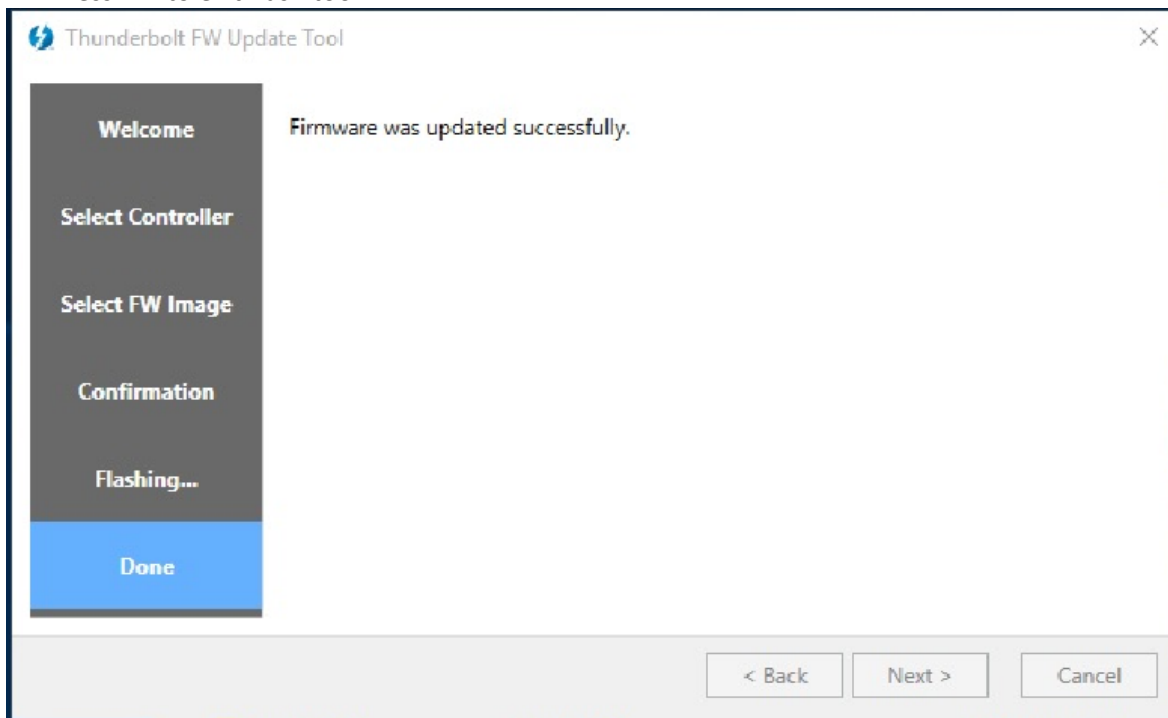 Thunderbolt FW Update Tool
Welcome
Firmware was updated successfully.
Select Controller
Select FW Image
Confirmation
Flashing...
Done
< Back
Next >
Cancel